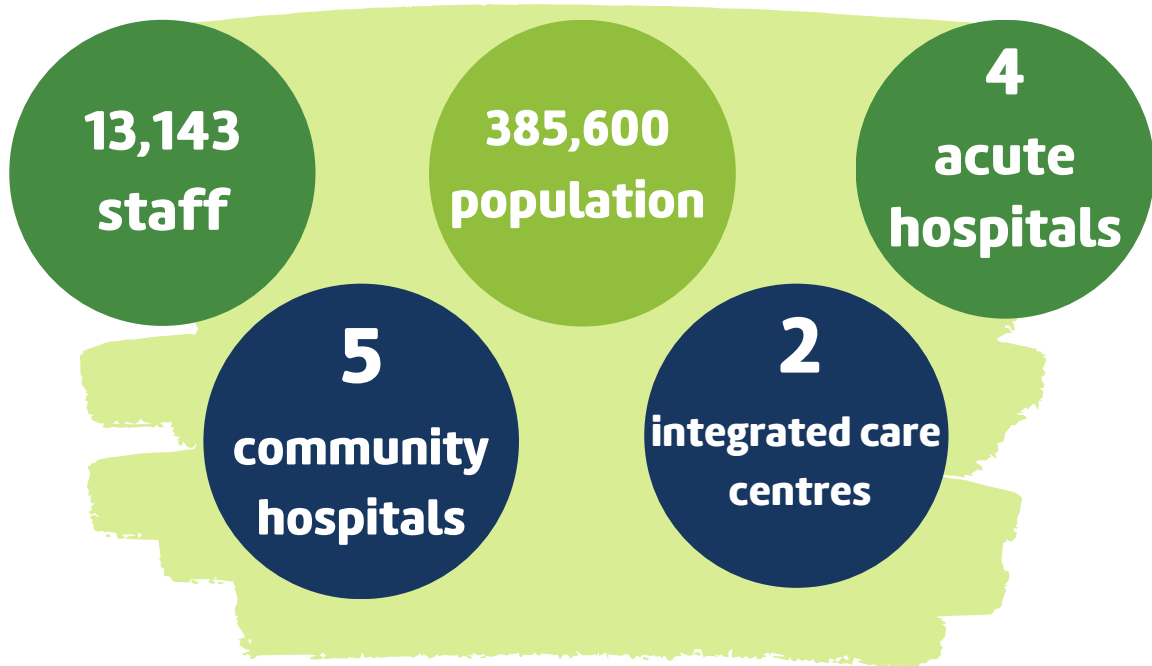 13,143
staff
385,600
population
4
acute
hospitals
5
community
hospitals
2
integrated care
centres